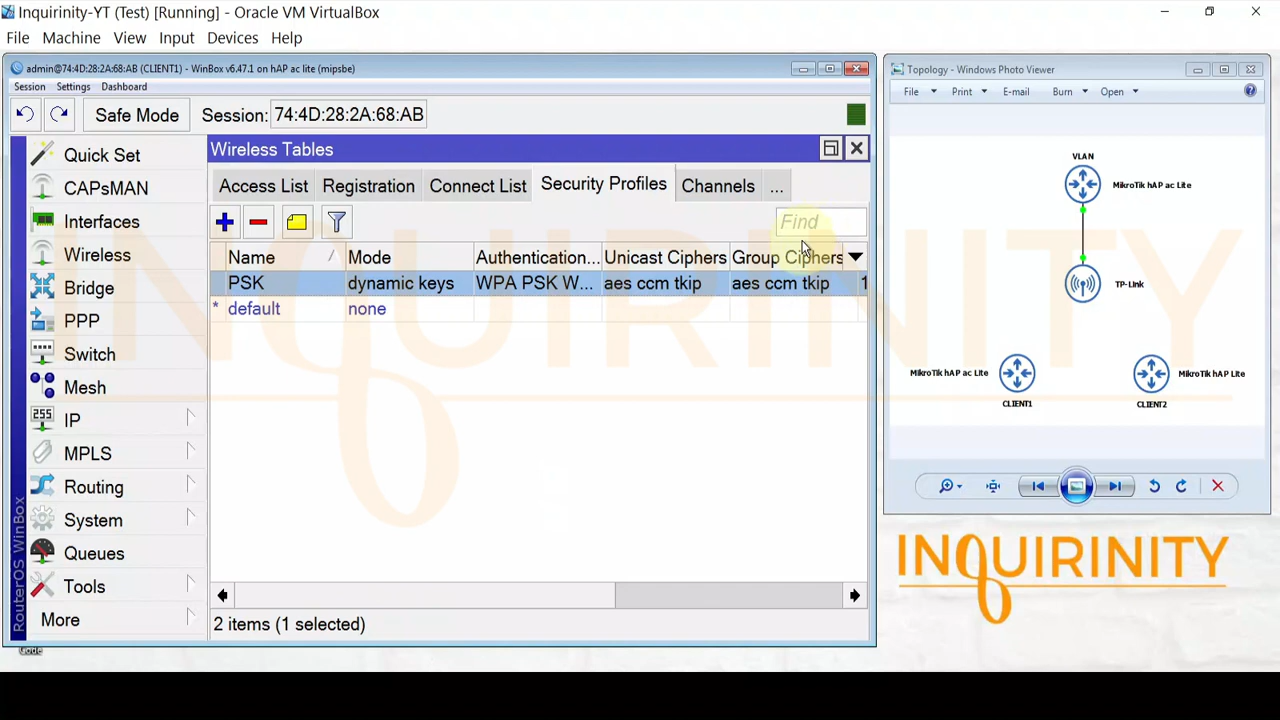 Inquirinity-YT (Test) [Running] - Oracle VM VirtualBox
File Machine View Input Devices Help
admin@74:4D:28:2A:68:AB (CLIENT1) - WinBox v6.47.1 on hAP ac lite (mipsbe)
Session Settings Dashboard
Safe Mode Session: 74:4D:28:2A:68:AB
Quick Set
CAPsMAN
Interfaces
Wireless
Bridge
PPP
Switch
Mesh
255 IP
MPLS
Routing
System
Queues
Tools
More
RouterOS WinBox
Wireless Tables
Access List Registration Connect List Security Profiles Channels ...
Find
Name / Mode Authentication... Unicast Ciphers Group Ciphers
PSK dynamic keys WPA PSK W... aes ccm tkip aes ccm tkip 1
* default none
2 items (1 selected)
INQUIRINITY
Code
Topology - Windows Photo Viewer
File Print E-mail Burn Open
VLAN
MikroTik hAP ac Lite
TP-Link
MikroTik hAP ac Lite
CLIENT1
MikroTik hAP Lite
CLIENT2
INQUIRINITY